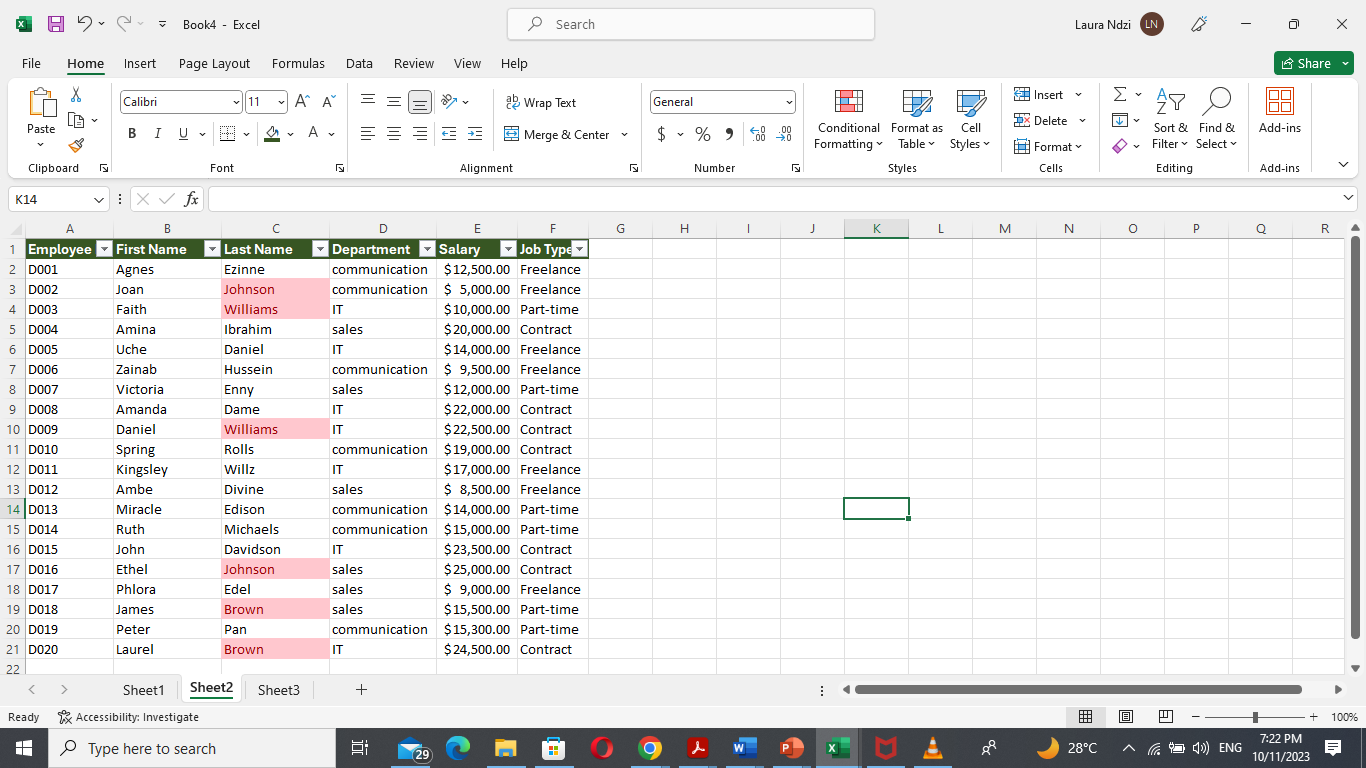 Book4 - Excel
Search
Laura Ndzi LN
File Home Insert Page Layout Formulas Data Review View Help Share
Paste
Clipboard
Calibri 11
B I U A
Font
ab Wrap Text
Merge & Center
Alignment
General
$ % 9
Number
Conditional Formatting
Format as Table
Cell Styles
Styles
Insert
Delete
Format
Cells
Sort & Filter
Find & Select
Editing
Add-ins
Add-ins
K14 fx
A B C D E F G H I J K L M N O P Q R
1 Employee First Name Last Name Department Salary Job Type
2 D001 Agnes Ezinne communication $12,500.00 Freelance
3 D002 Joan Johnson communication $ 5,000.00 Freelance
4 D003 Faith Williams IT $10,000.00 Part-time
5 D004 Amina Ibrahim sales $20,000.00 Contract
6 D005 Uche Daniel IT $14,000.00 Freelance
7 D006 Zainab Hussein communication $ 9,500.00 Freelance
8 D007 Victoria Enny sales $12,000.00 Part-time
9 D008 Amanda Dame IT $22,000.00 Contract
10 D009 Daniel Williams IT $22,500.00 Contract
11 D010 Spring Rolls communication $19,000.00 Contract
12 D011 Kingsley Willz IT $17,000.00 Freelance
13 D012 Ambe Divine sales $ 8,500.00 Freelance
14 D013 Miracle Edison communication $14,000.00 Part-time
15 D014 Ruth Michaels communication $15,000.00 Part-time
16 D015 John Davidson IT $23,500.00 Contract
17 D016 Ethel Johnson sales $25,000.00 Contract
18 D017 Phlora Edel sales $ 9,000.00 Freelance
19 D018 James Brown sales $15,500.00 Part-time
20 D019 Peter Pan communication $15,300.00 Part-time
21 D020 Laurel Brown IT $24,500.00 Contract
22
Sheet1 Sheet2 Sheet3
Ready Accessibility: Investigate 100%
Type here to search 29 28°C ENG 7:22 PM
10/11/2023